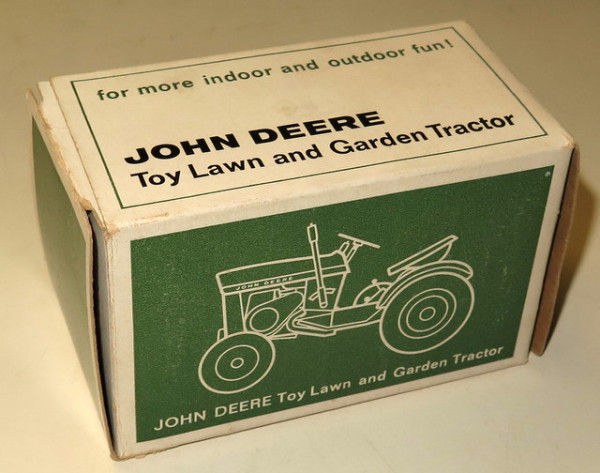 for more indoor and outdoor fun!
JOHN DEERE
Toy Lawn and Garden Tractor
JOHN DEERE
JOHN DEERE Toy Lawn and Garden Tractor